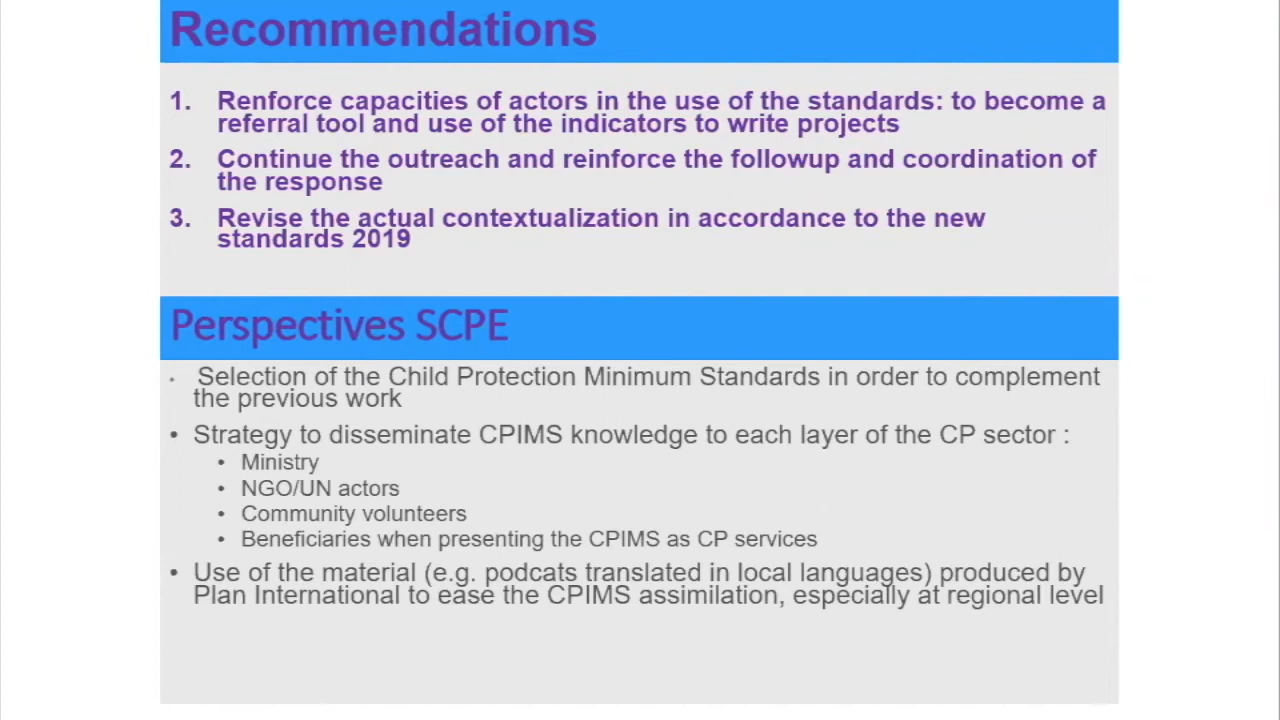 Recommendations
1. Renforce capacities of actors in the use of the standards: to become a
referral tool and use of the indicators to write projects
2. Continue the outreach and reinforce the followup and coordination of
the response
3. Revise the actual contextualization in accordance to the new
standards 2019
Perspectives SCPE
• Selection of the Child Protection Minimum Standards in order to complement
the previous work
• Strategy to disseminate CPIMS knowledge to each layer of the CP sector :
• Ministry
• NGO/UN actors
• Community volunteers
• Beneficiaries when presenting the CPIMS as CP services
• Use of the material (e.g. podcats translated in local languages) produced by
Plan International to ease the CPIMS assimilation, especially at regional level